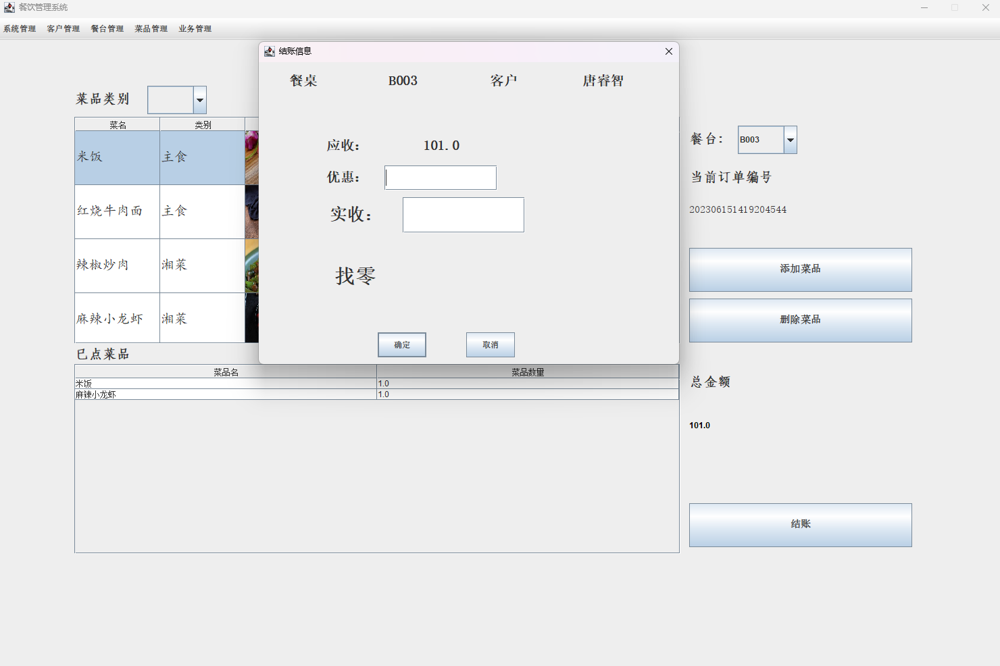 餐饮管理系统
系统管理 客户管理 餐台管理 菜品管理 业务管理
结账信息
餐桌 B003 客户 唐睿智
应收： 101.0
优惠：
实收：
找零
确定 取消
菜品类别
菜名 类别
米饭 主食
红烧牛肉面 主食
辣椒炒肉 湘菜
麻辣小龙虾 湘菜
已点菜品
菜品名 菜品数量
米饭 1.0
麻辣小龙虾 1.0
餐台： B003
当前订单编号
202306151419204544
添加菜品
删除菜品
总金额
101.0
结账